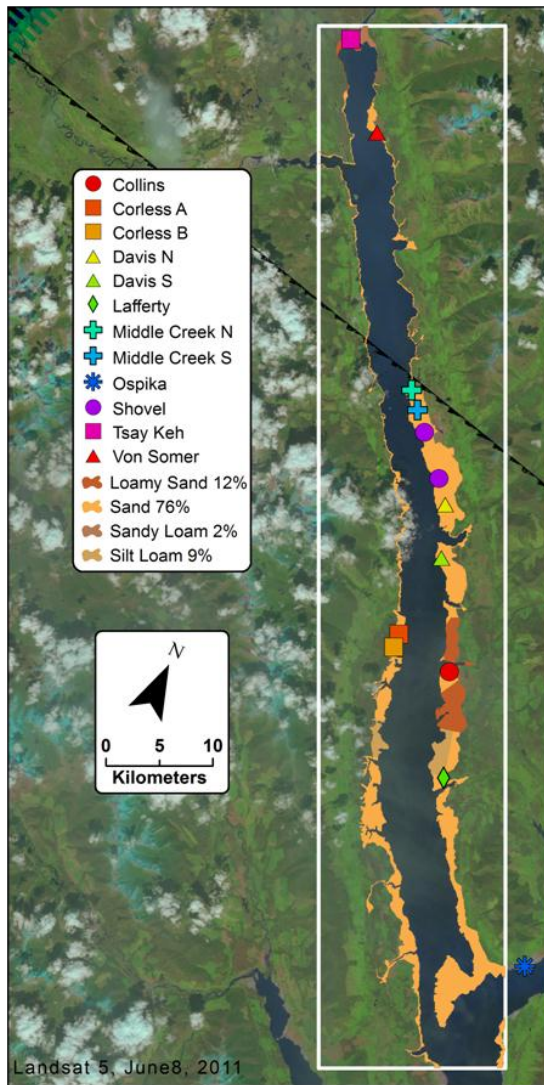 Collins
Corless A
Corless B
Davis N
Davis S
Lafferty
Middle Creek N
Middle Creek S
Ospika
Shovel
Tsay Keh
Von Somer
Loamy Sand 12%
Sand 76%
Sandy Loam 2%
Silt Loam 9%
N
0 5 10
Kilometers
Landsat 5, June8, 2011